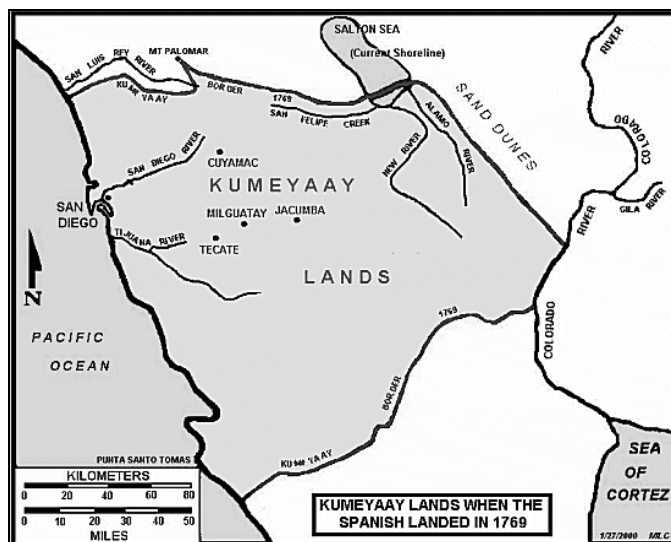 SALTON SEA
(Current Shoreline)
MT PALOMAR
SAN LUIS REY
RIVER
KUMEYAAY
BORDER
1769
SAN FELIPE CREEK
ALAMO
RIVER
NEW RIVER
SAND DUNES
RIVER
COLORADO
GILA
RIVER
RIVER
COLORADO
SAN DIEGO RIVER
CUYAMAC
KUMEYAAY
SAN
DIEGO
MILGUATAY
JACUMBA
TIJUANA RIVER
TECATE
LANDS
N
PACIFIC
OCEAN
1769
BORDER
KUMEYAAY
PUNTA SANTO TOMAS
KILOMETERS
0 20 40 60 80
0 10 20 30 40 50
MILES
KUMEYAAY LANDS WHEN THE
SPANISH LANDED IN 1769
SEA
OF
CORTEZ
1/27/2000 M.L.C.